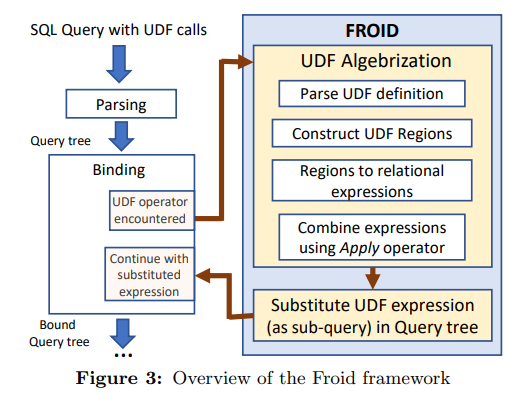 SQL Query with UDF calls
Parsing
Query tree
Binding
UDF operator
encountered
Continue with
substituted
expression
Bound
Query tree
...
FROID
UDF Algebrization
Parse UDF definition
Construct UDF Regions
Regions to relational
expressions
Combine expressions
using Apply operator
Substitute UDF expression
(as sub-query) in Query tree
Figure 3: Overview of the Froid framework